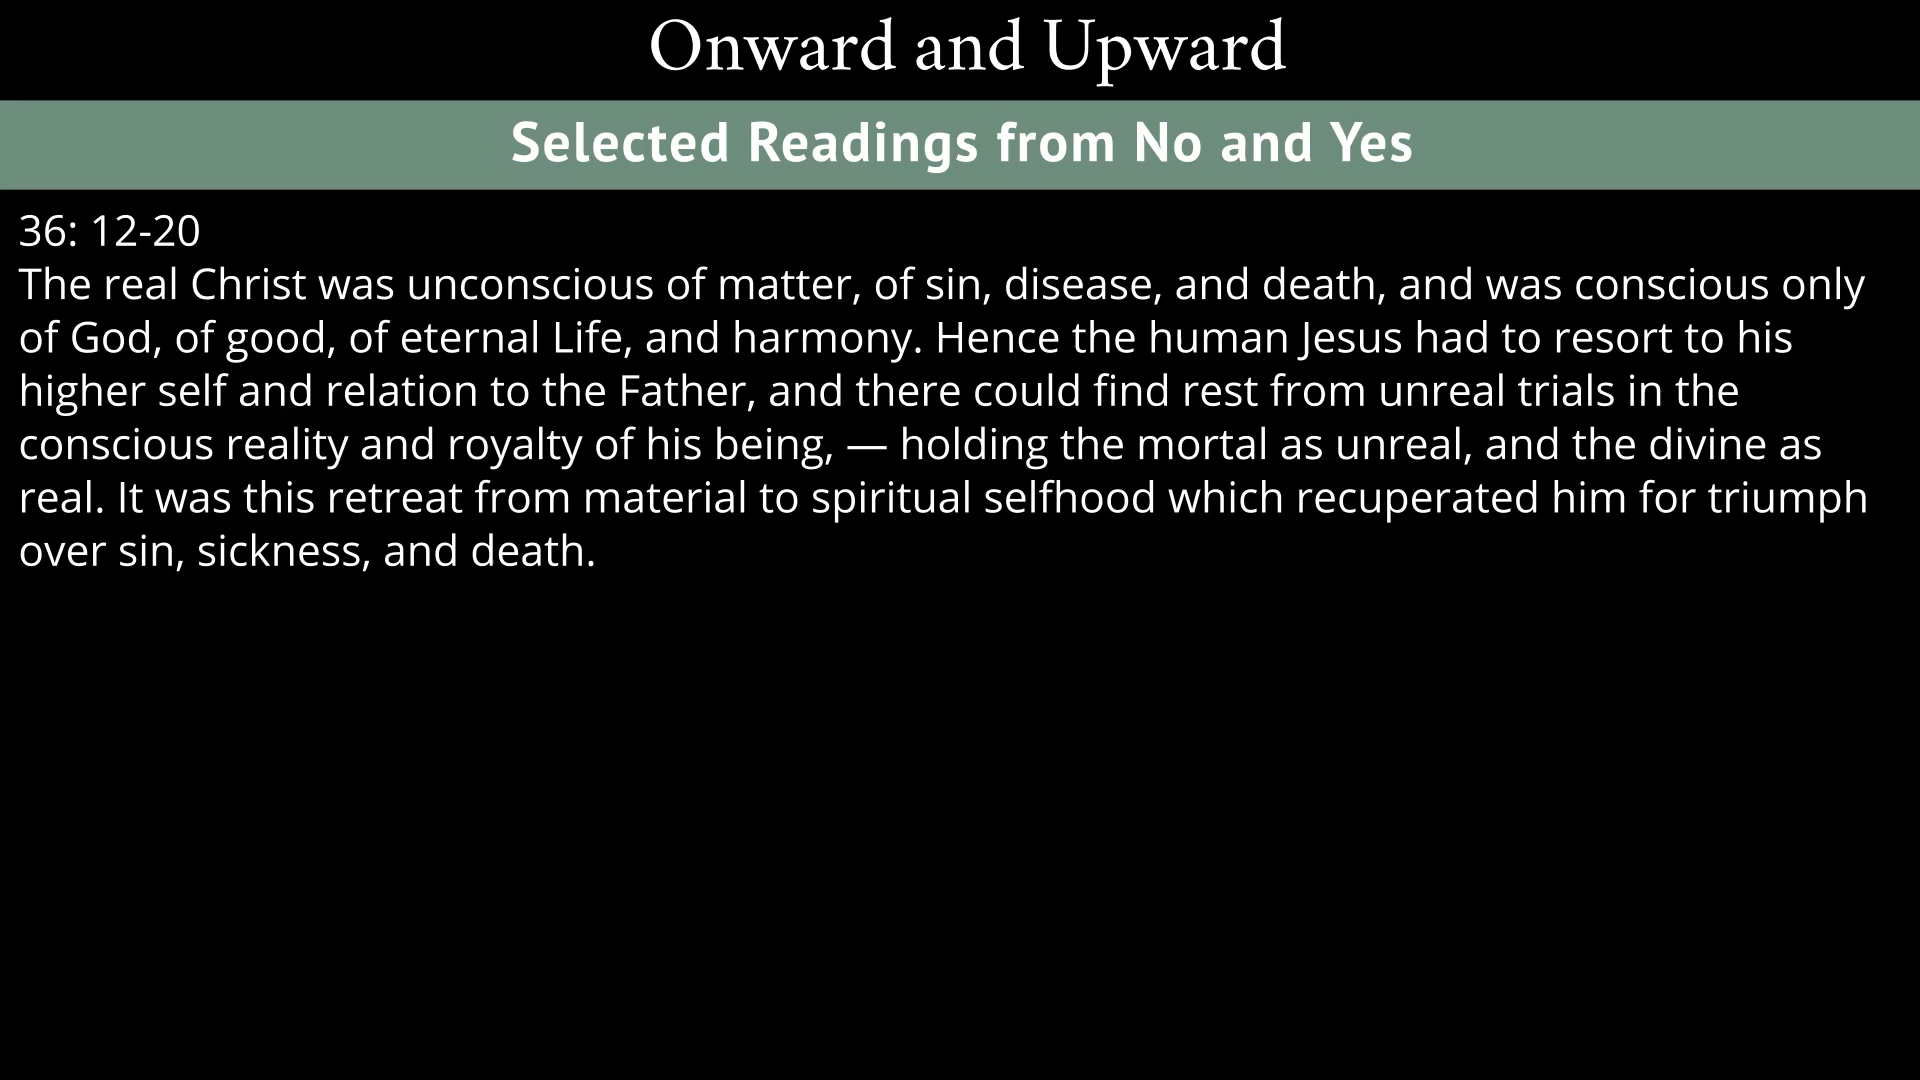 Onward and Upward
Selected Readings from No and Yes
36: 12-20
The real Christ was unconscious of matter, of sin, disease, and death, and was conscious only
of God, of good, of eternal Life, and harmony. Hence the human Jesus had to resort to his
higher self and relation to the Father, and there could find rest from unreal trials in the
conscious reality and royalty of his being, — holding the mortal as unreal, and the divine as
real. It was this retreat from material to spiritual selfhood which recuperated him for triumph
over sin, sickness, and death.